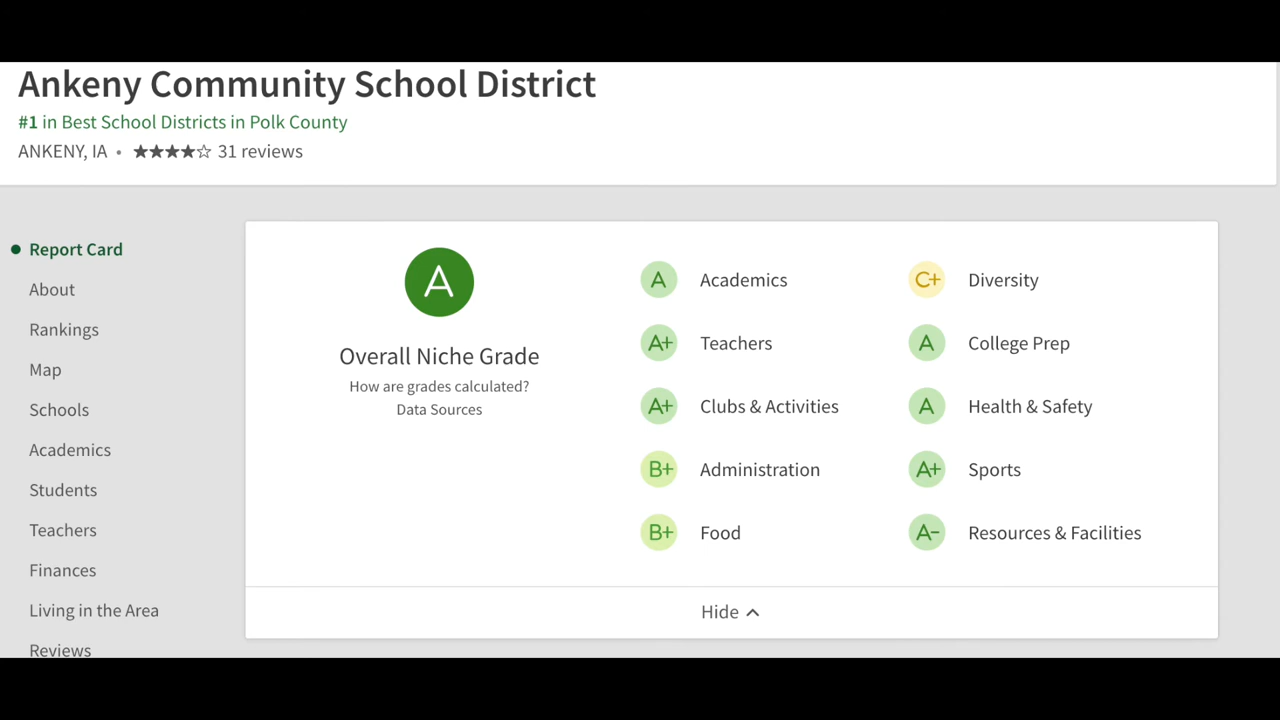 Ankeny Community School District
#1 in Best School Districts in Polk County
ANKENY, IA • ★★★★☆ 31 reviews
Report Card
About
Rankings
Map
Schools
Academics
Students
Teachers
Finances
Living in the Area
Reviews
A
Overall Niche Grade
How are grades calculated?
Data Sources
A Academics
A+ Teachers
A+ Clubs & Activities
B+ Administration
B+ Food
C+ Diversity
A College Prep
A Health & Safety
A+ Sports
A- Resources & Facilities
Hide